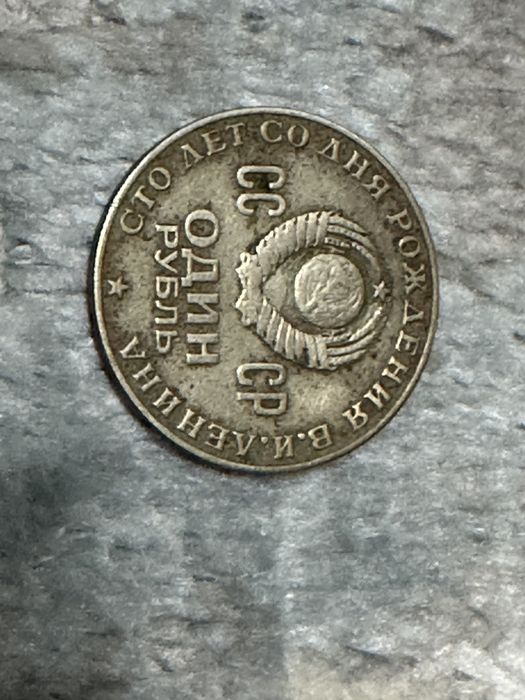 СТО ЛЕТ СО ДНЯ РОЖДЕНИЯ В.И.ЛЕНИНА
СС СР
ОДИН
РУБЛЬ